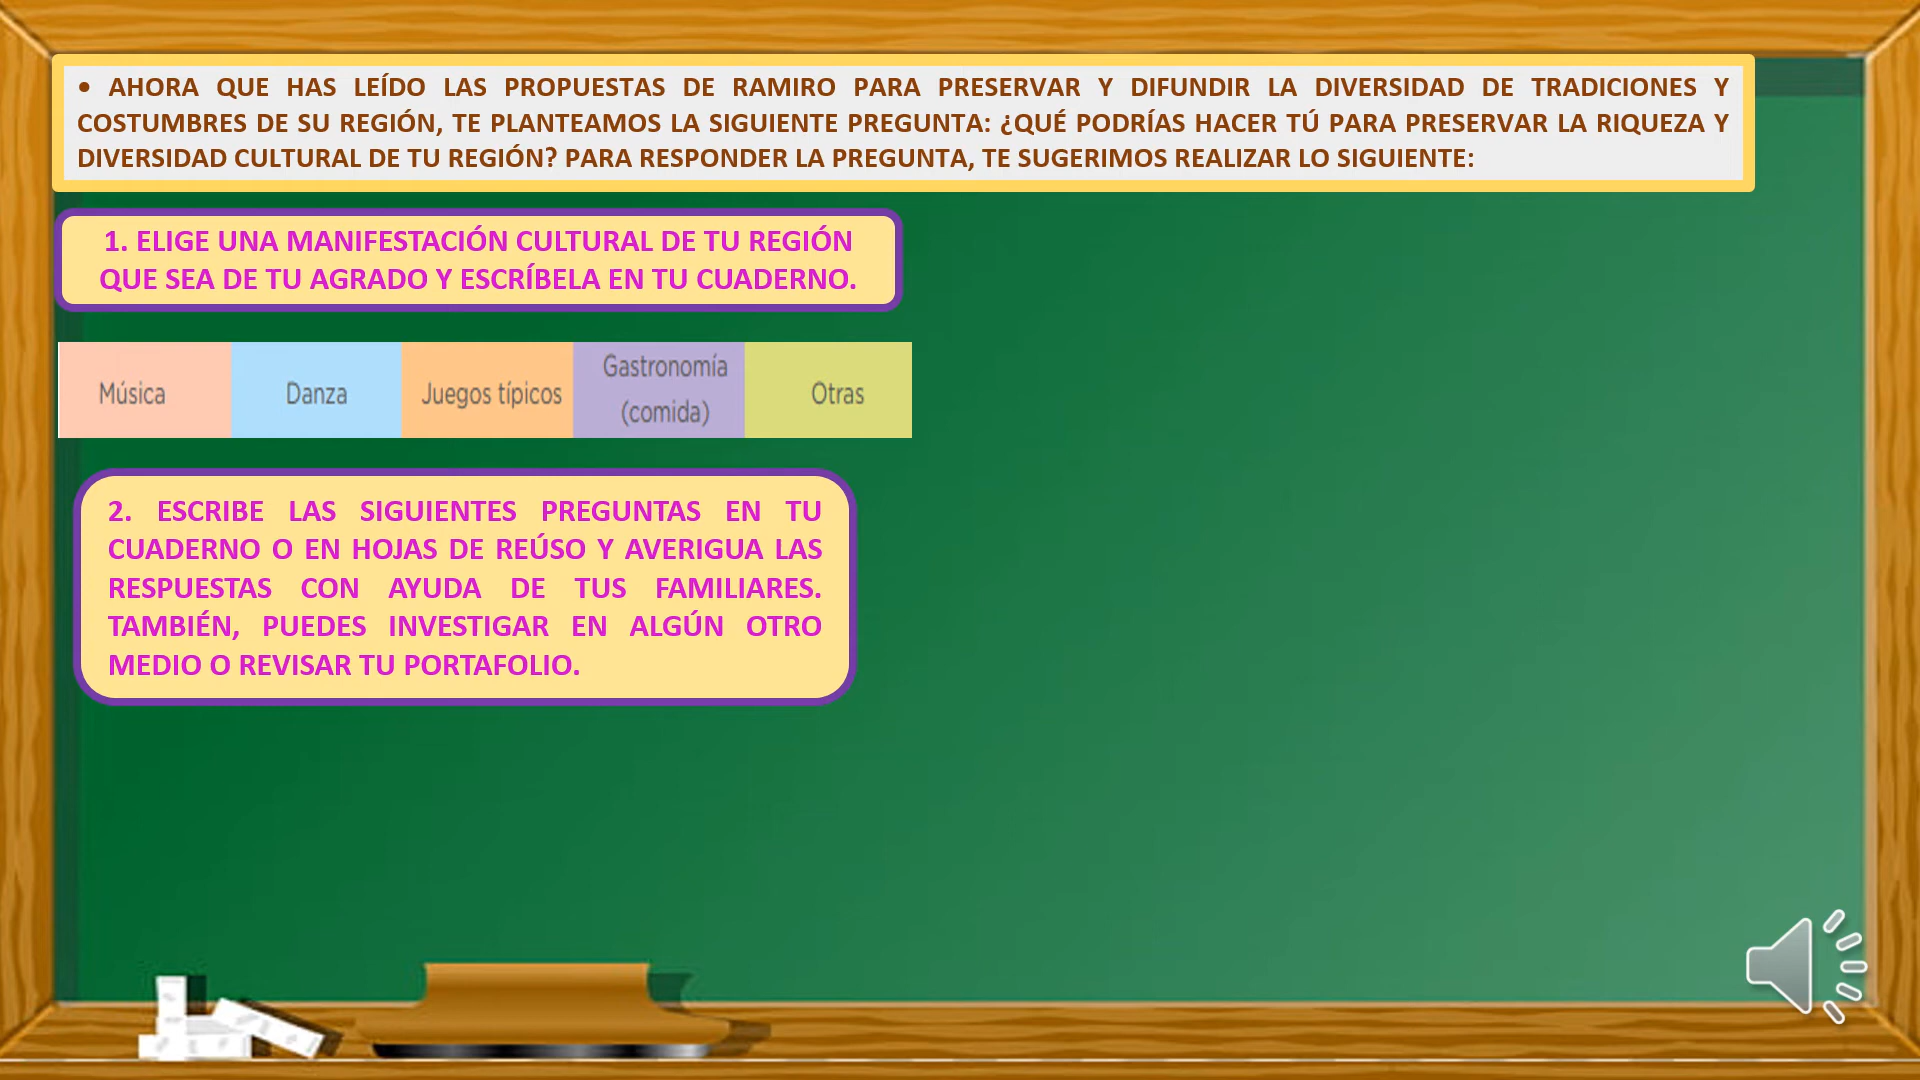 • AHORA QUE HAS LEÍDO LAS PROPUESTAS DE RAMIRO PARA PRESERVAR Y DIFUNDIR LA DIVERSIDAD DE TRADICIONES Y
COSTUMBRES DE SU REGIÓN, TE PLANTEAMOS LA SIGUIENTE PREGUNTA: ¿QUÉ PODRÍAS HACER TÚ PARA PRESERVAR LA RIQUEZA Y
DIVERSIDAD CULTURAL DE TU REGIÓN? PARA RESPONDER LA PREGUNTA, TE SUGERIMOS REALIZAR LO SIGUIENTE:
1. ELIGE UNA MANIFESTACIÓN CULTURAL DE TU REGIÓN
QUE SEA DE TU AGRADO Y ESCRÍBELA EN TU CUADERNO.
Música
Danza
Juegos típicos
Gastronomía
(comida)
Otras
2. ESCRIBE LAS SIGUIENTES PREGUNTAS EN TU
CUADERNO O EN HOJAS DE REÚSO Y AVERIGUA LAS
RESPUESTAS CON AYUDA DE TUS FAMILIARES.
TAMBIÉN, PUEDES INVESTIGAR EN ALGÚN OTRO
MEDIO O REVISAR TU PORTAFOLIO.